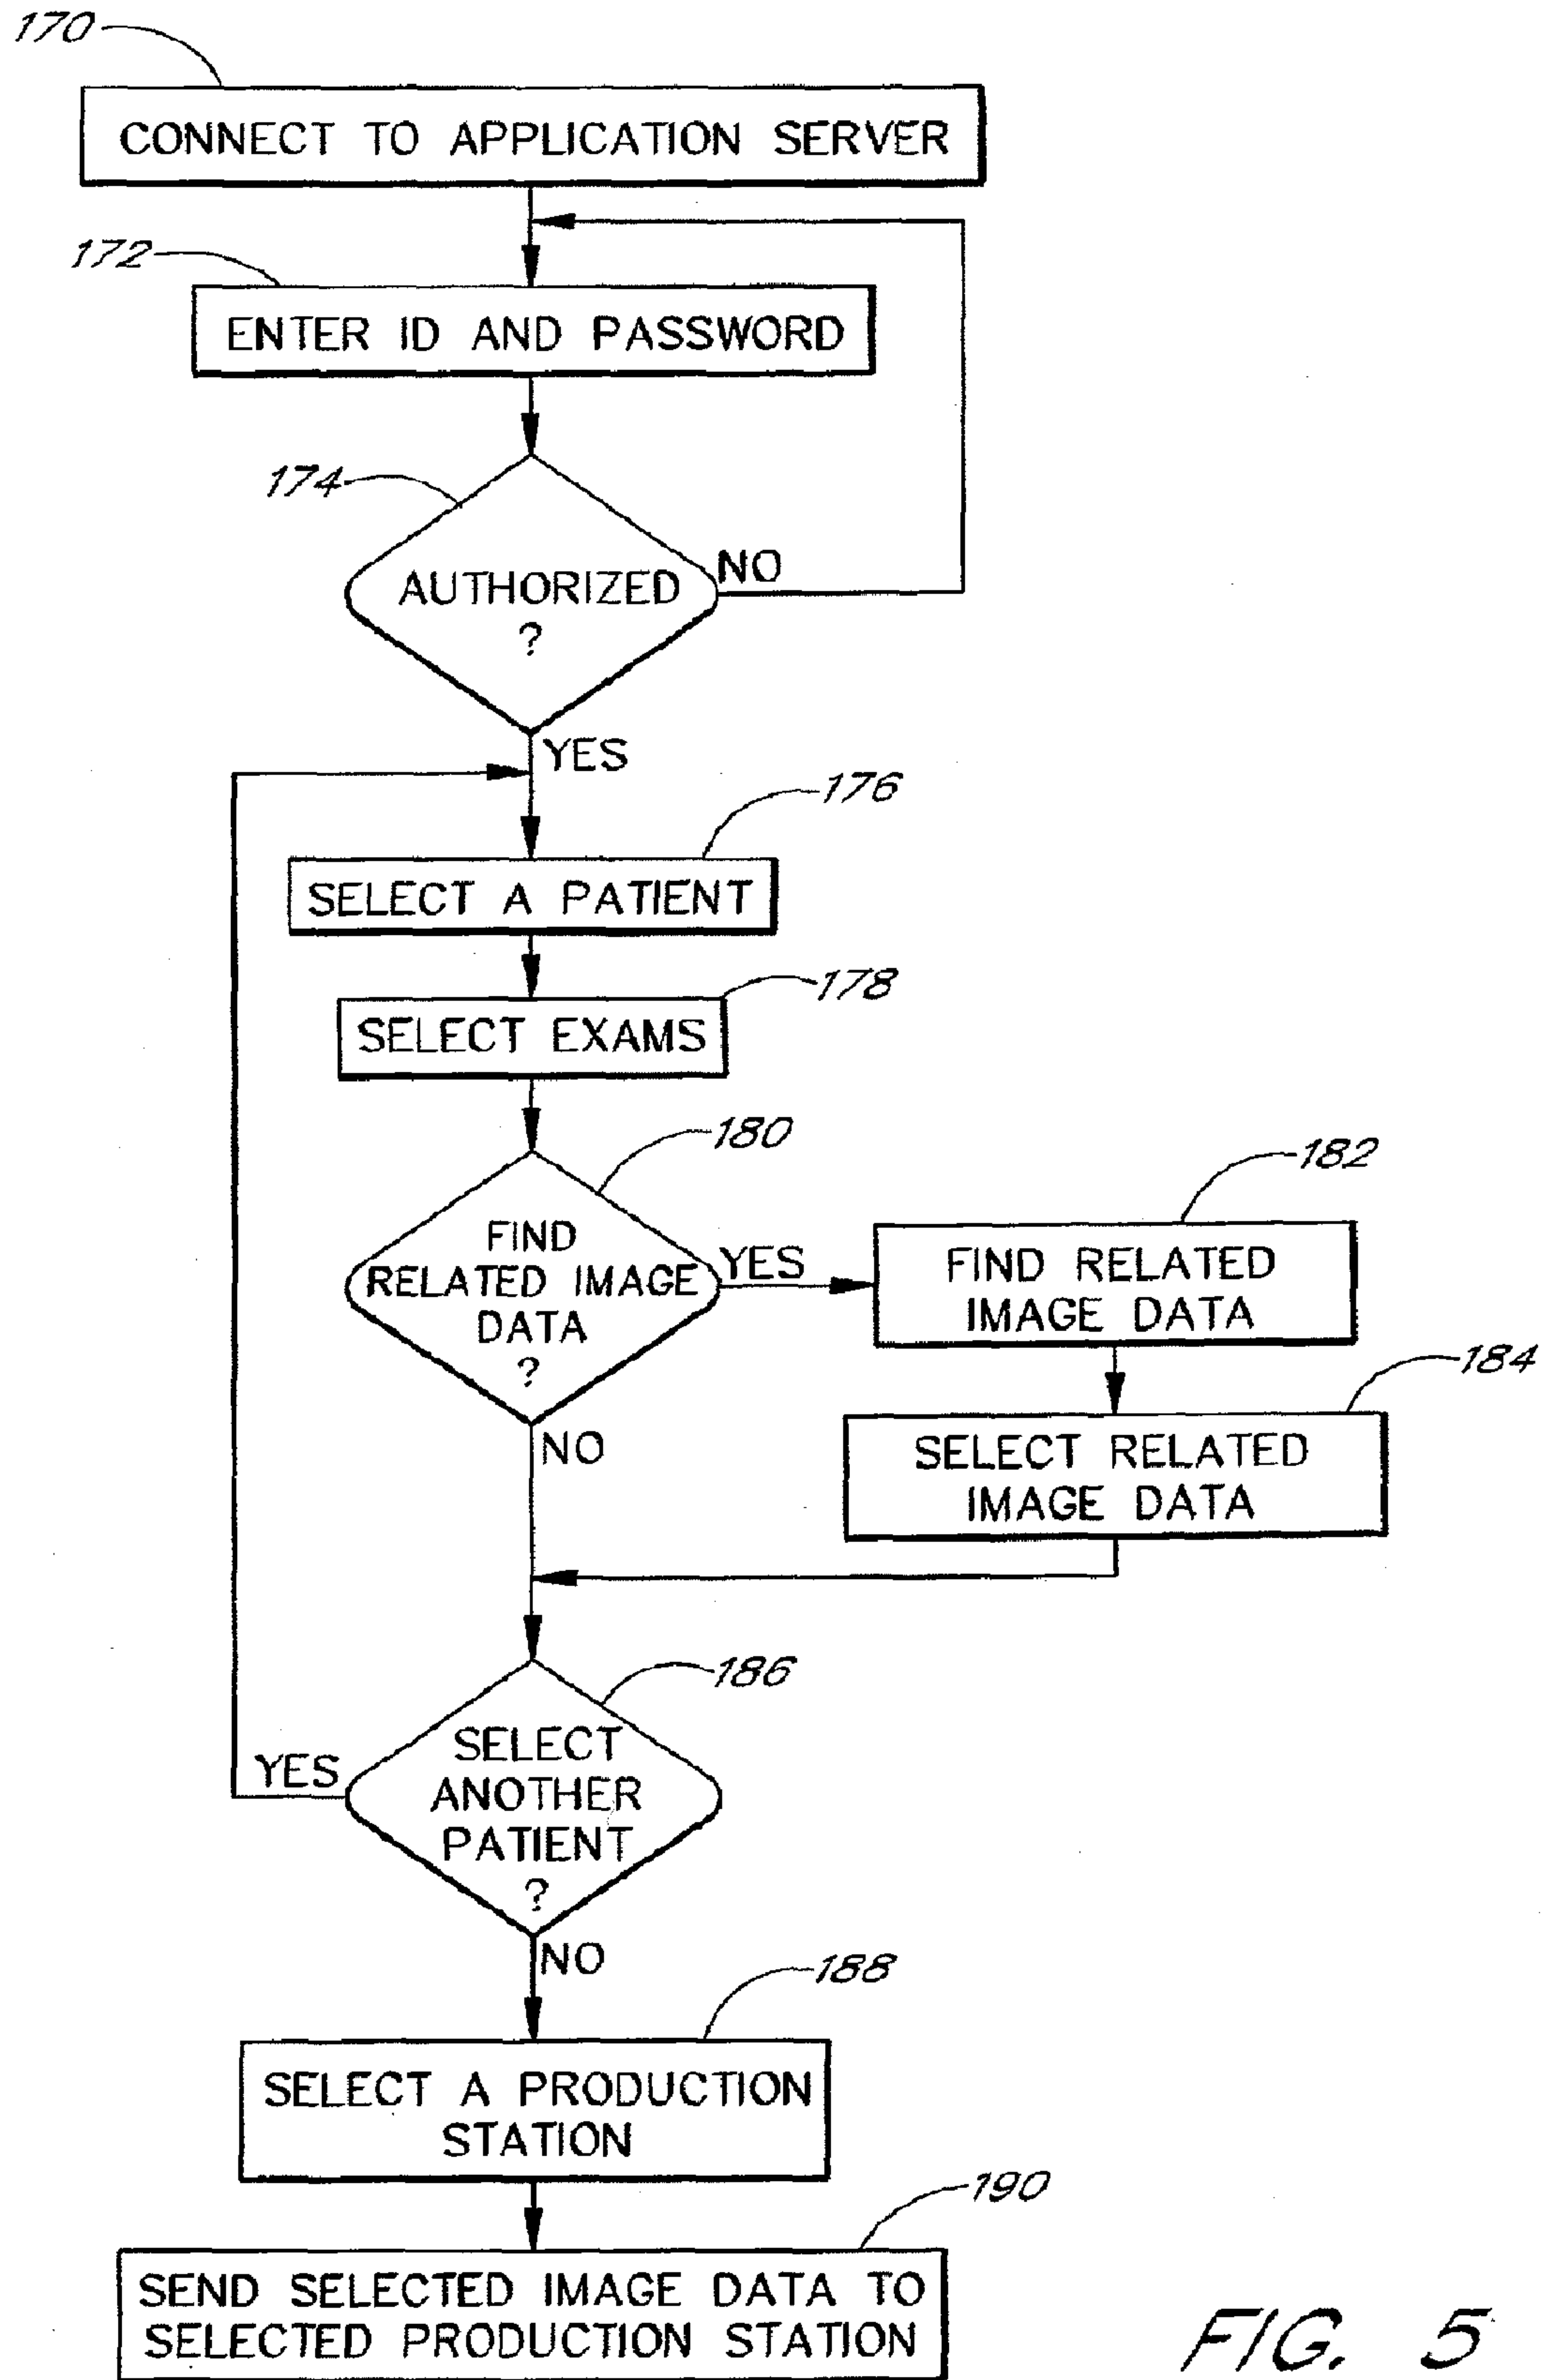 170
CONNECT TO APPLICATION SERVER
172
ENTER ID AND PASSWORD
174
AUTHORIZED
?
NO
YES
176
SELECT A PATIENT
178
SELECT EXAMS
180
FIND
RELATED IMAGE
DATA
?
YES
182
FIND RELATED
IMAGE DATA
184
SELECT RELATED
IMAGE DATA
NO
186
SELECT
ANOTHER
PATIENT
?
YES
NO
188
SELECT A PRODUCTION
STATION
190
SEND SELECTED IMAGE DATA TO
SELECTED PRODUCTION STATION
FIG. 5